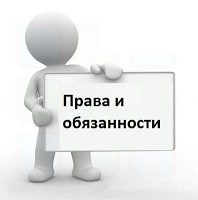 Права и
обязанности